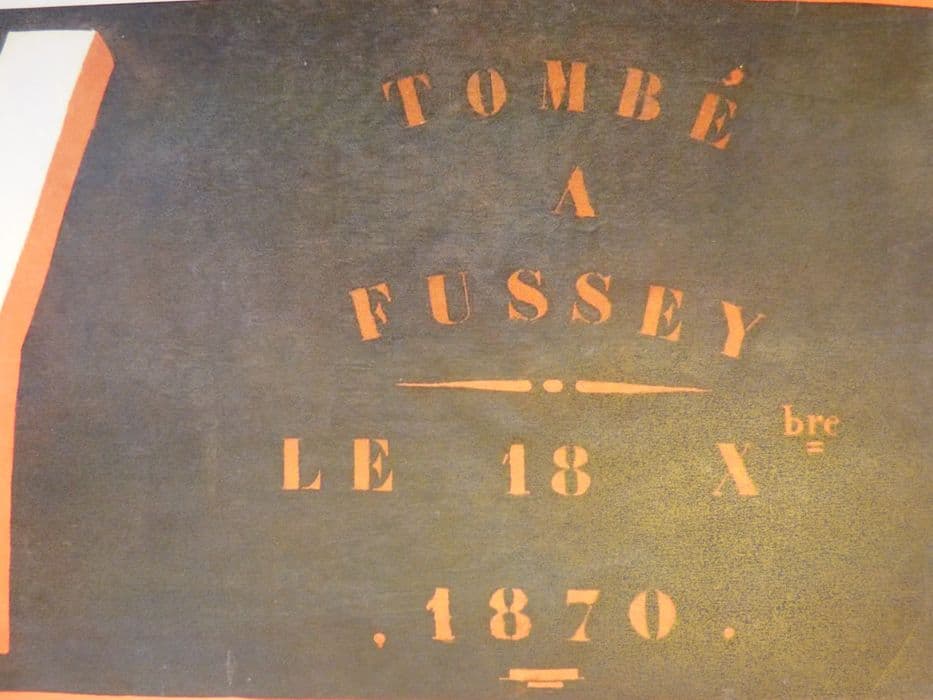 TOMBÉ
A
FUSSEY
LE 18 Xbre
. 1870 .